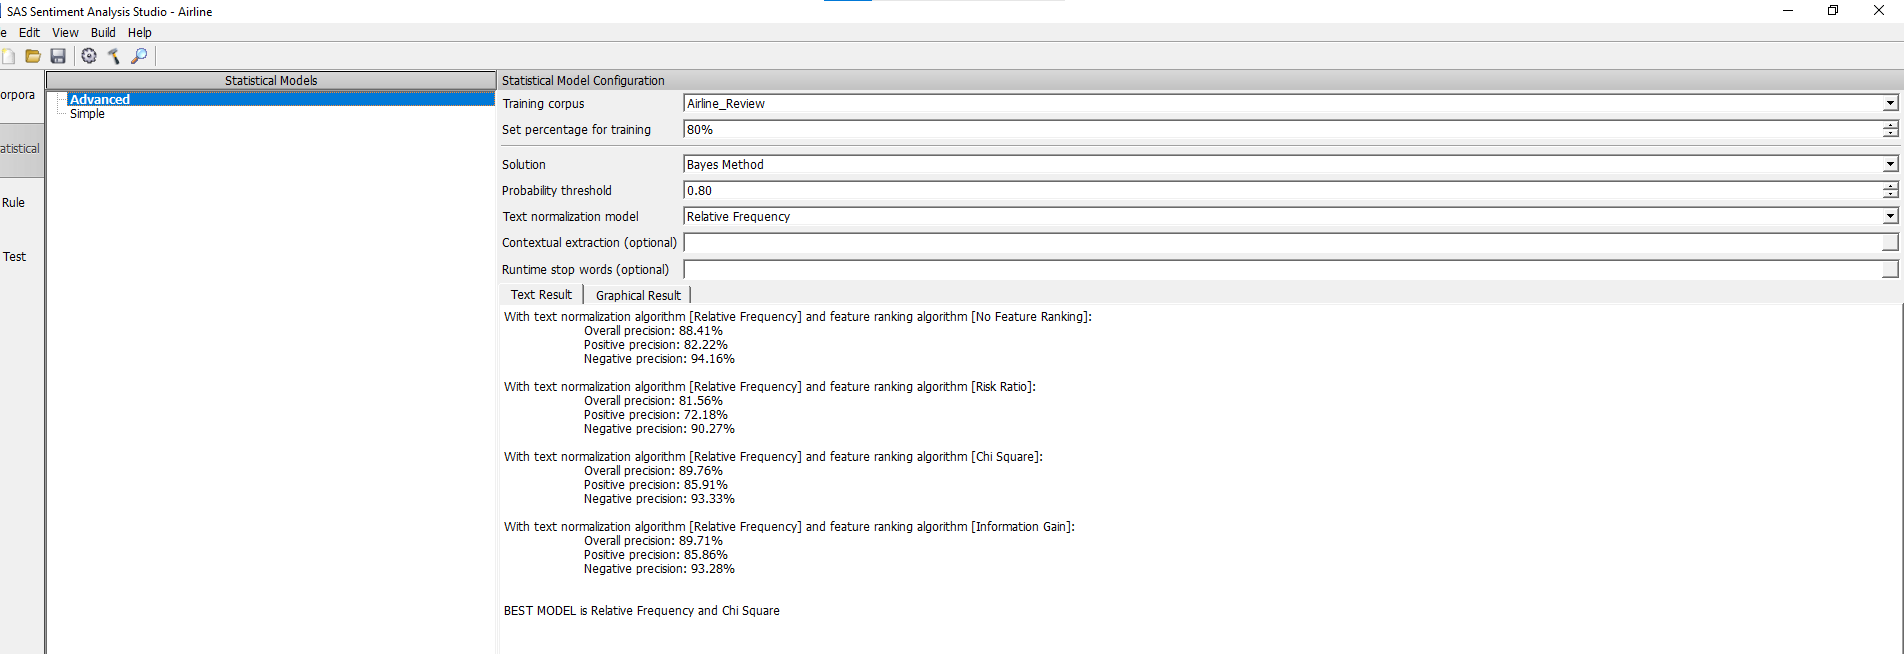 SAS Sentiment Analysis Studio - Airline
e Edit View Build Help
orpora
atistical
Rule
Test
Statistical Models
Advanced
Simple
Statistical Model Configuration
Training corpus Airline_Review
Set percentage for training 80%
Solution Bayes Method
Probability threshold 0.80
Text normalization model Relative Frequency
Contextual extraction (optional)
Runtime stop words (optional)
Text Result Graphical Result
With text normalization algorithm [Relative Frequency] and feature ranking algorithm [No Feature Ranking]:
Overall precision: 88.41%
Positive precision: 82.22%
Negative precision: 94.16%
With text normalization algorithm [Relative Frequency] and feature ranking algorithm [Risk Ratio]:
Overall precision: 81.56%
Positive precision: 72.18%
Negative precision: 90.27%
With text normalization algorithm [Relative Frequency] and feature ranking algorithm [Chi Square]:
Overall precision: 89.76%
Positive precision: 85.91%
Negative precision: 93.33%
With text normalization algorithm [Relative Frequency] and feature ranking algorithm [Information Gain]:
Overall precision: 89.71%
Positive precision: 85.86%
Negative precision: 93.28%
BEST MODEL is Relative Frequency and Chi Square